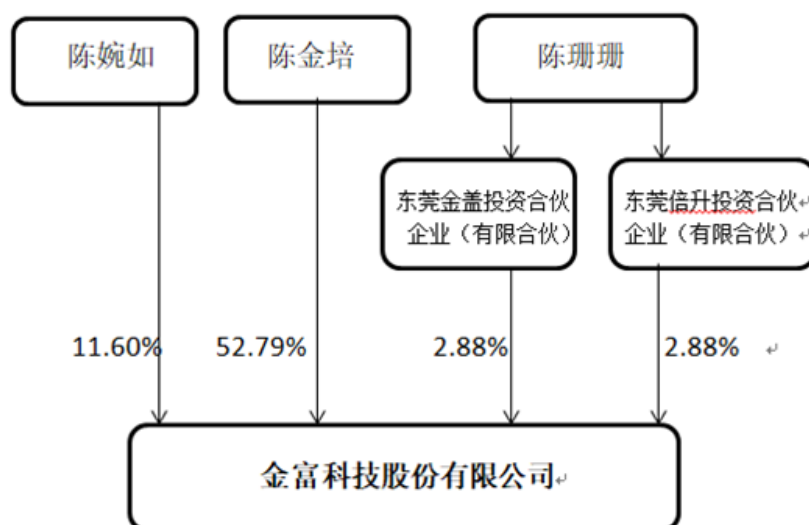 陈婉如
陈金培
陈珊珊
东莞金盖投资合伙
企业（有限合伙）
东莞倍升投资合伙
企业（有限合伙）
11.60%
52.79%
2.88%
2.88%
金富科技股份有限公司